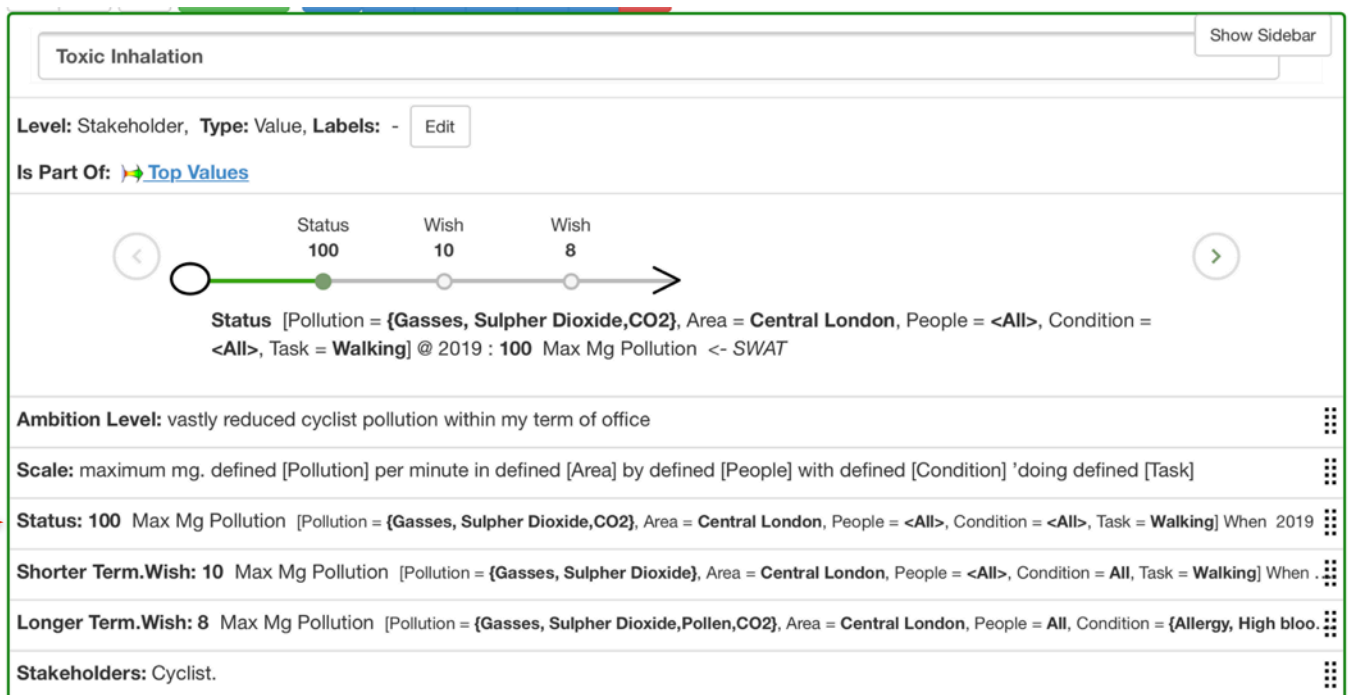 Show Sidebar
Toxic Inhalation
Level: Stakeholder, Type: Value, Labels: - Edit
Is Part Of: Top Values
Status Wish Wish
100 10 8
Status [Pollution = {Gasses, Sulpher Dioxide,CO2}, Area = Central London, People = <All>, Condition =
<All>, Task = Walking] @ 2019 : 100 Max Mg Pollution <- SWAT
Ambition Level: vastly reduced cyclist pollution within my term of office
Scale: maximum mg. defined [Pollution] per minute in defined [Area] by defined [People] with defined [Condition] 'doing defined [Task]
Status: 100 Max Mg Pollution [Pollution = {Gasses, Sulpher Dioxide,CO2}, Area = Central London, People = <All>, Condition = <All>, Task = Walking] When 2019
Shorter Term.Wish: 10 Max Mg Pollution [Pollution = {Gasses, Sulpher Dioxide}, Area = Central London, People = <All>, Condition = All, Task = Walking] When ...
Longer Term.Wish: 8 Max Mg Pollution [Pollution = {Gasses, Sulpher Dioxide,Pollen,CO2}, Area = Central London, People = All, Condition = {Allergy, High bloo...
Stakeholders: Cyclist.